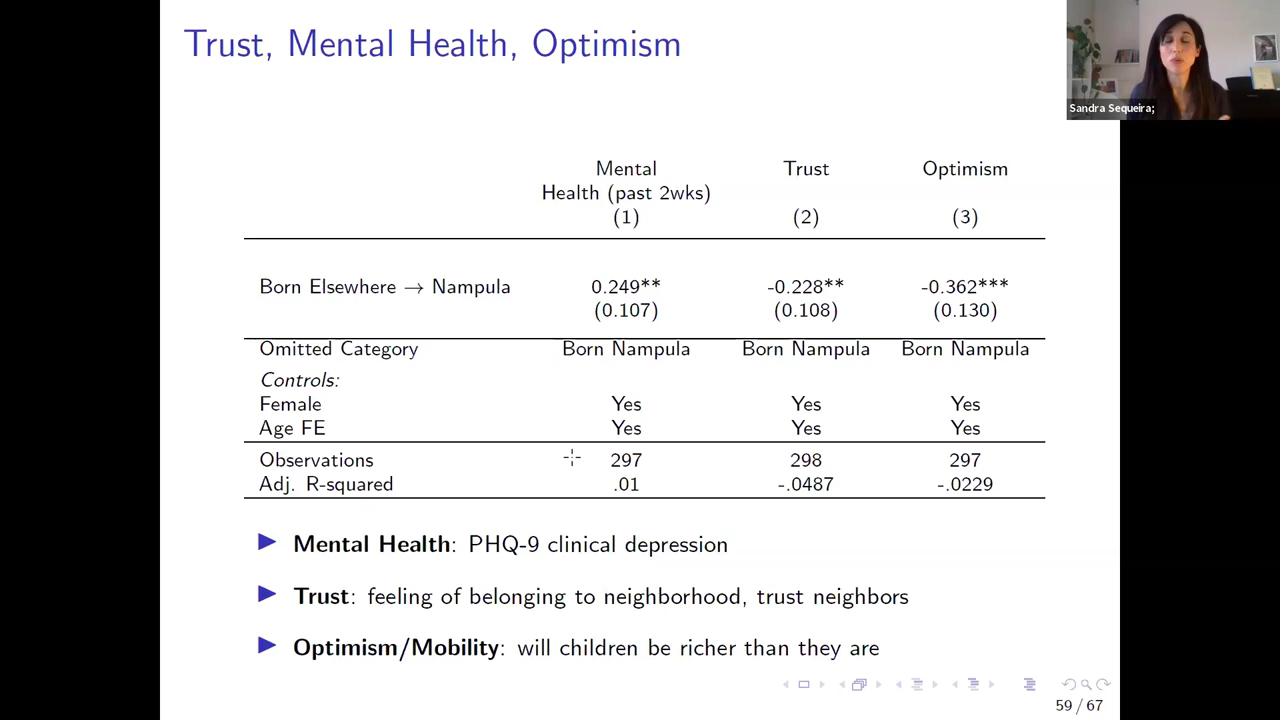 Trust, Mental Health, Optimism
Sandra Sequeira;
Mental Trust Optimism
Health (past 2wks)
(1) (2) (3)
Born Elsewhere → Nampula 0.249** -0.228** -0.362***
(0.107) (0.108) (0.130)
Omitted Category Born Nampula Born Nampula Born Nampula
Controls:
Female Yes Yes Yes
Age FE Yes Yes Yes
Observations 297 298 297
Adj. R-squared .01 -.0487 -.0229
Mental Health: PHQ-9 clinical depression
Trust: feeling of belonging to neighborhood, trust neighbors
Optimism/Mobility: will children be richer than they are
59 / 67